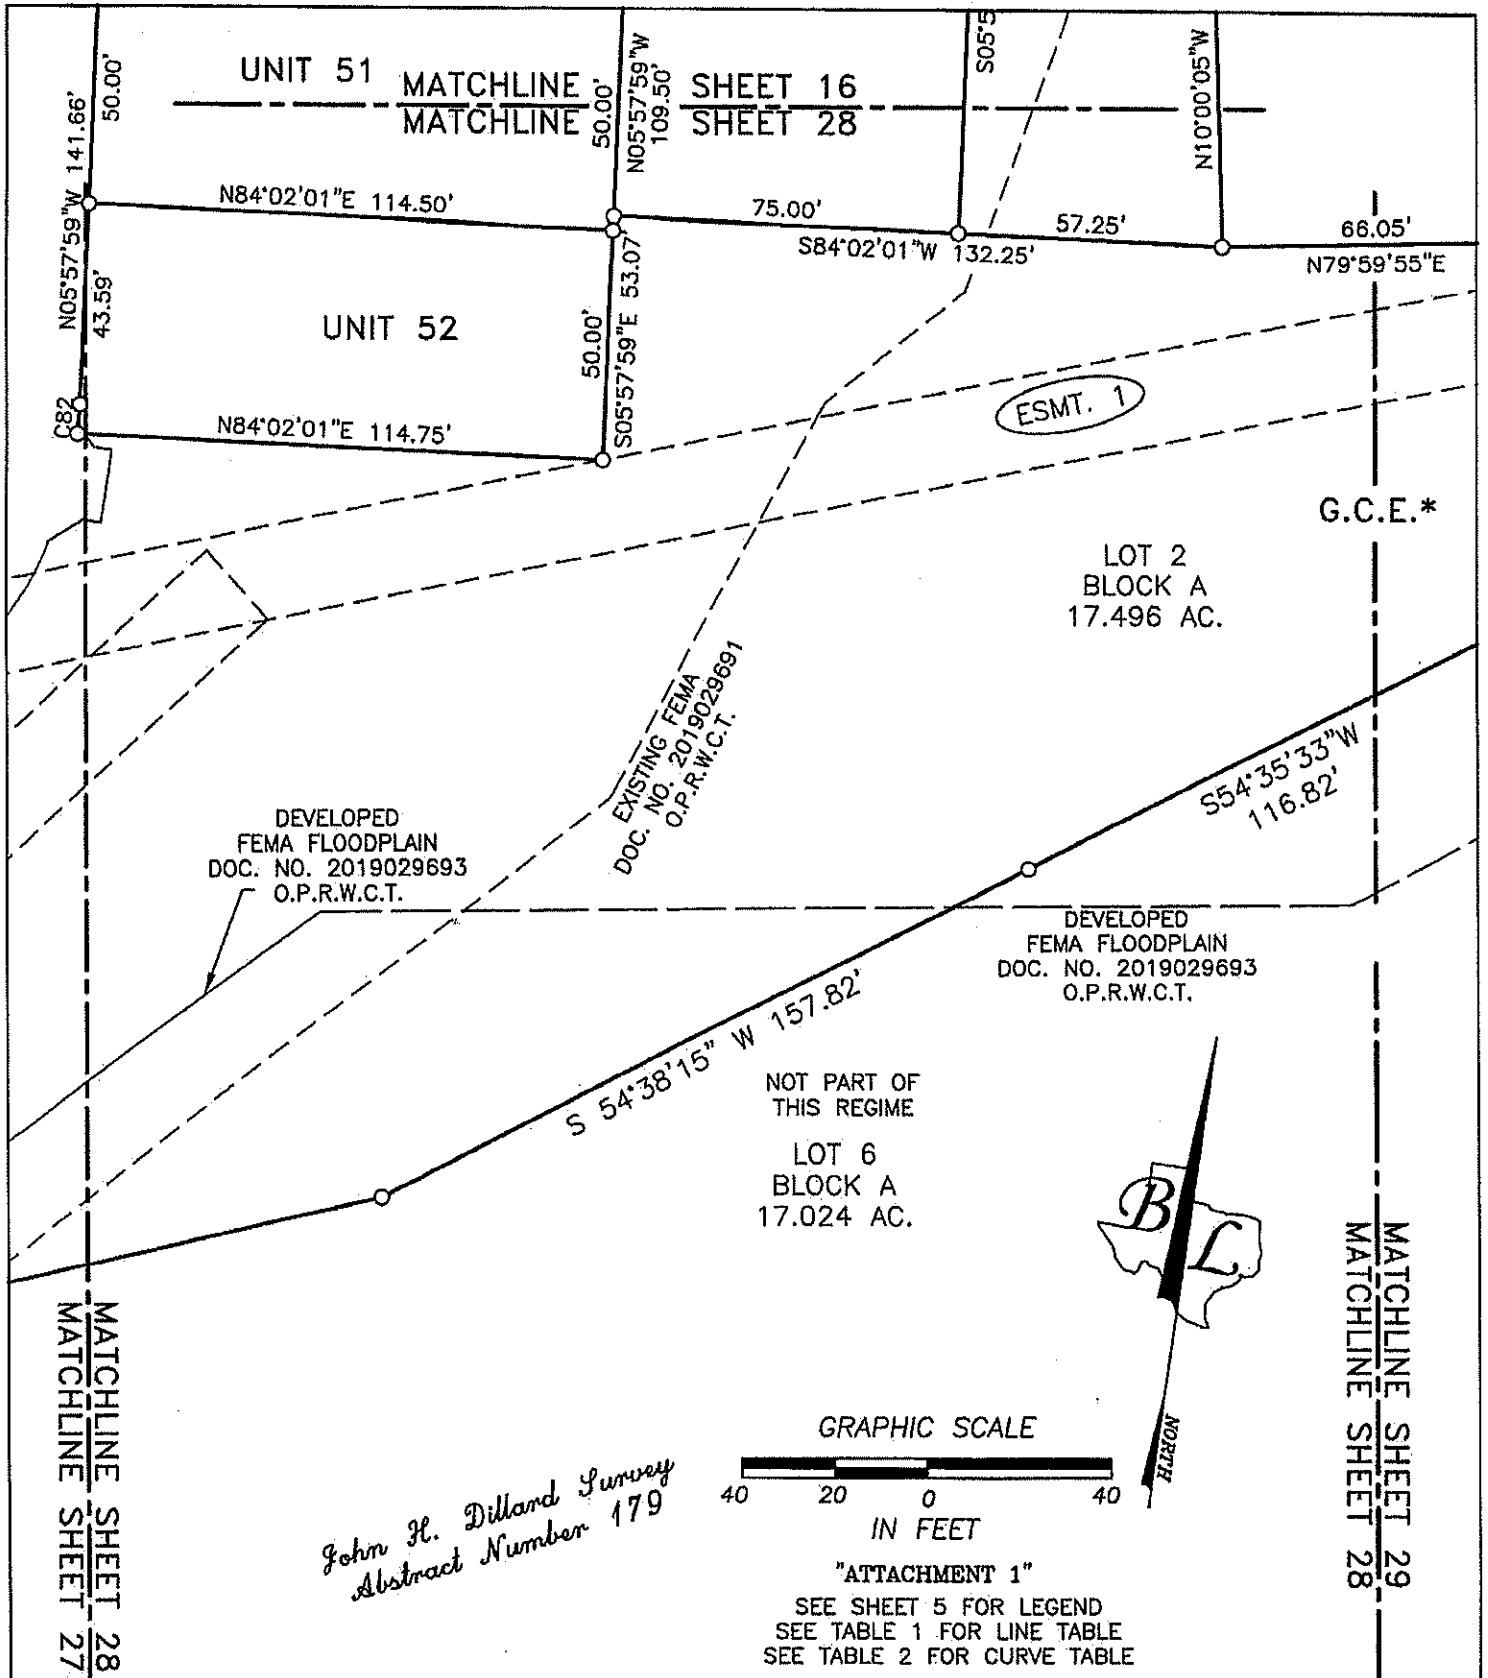 UNIT 51
MATCHLINE SHEET 16
MATCHLINE SHEET 28
50.00'
N05°57'59"W 141.66'
50.00'
N05°57'59"W
109.50'
S05°5
N10°00'05"W
N84°02'01"E 114.50'
75.00'
S84°02'01"W 132.25'
57.25'
66.05'
N79°59'55"E
43.59'
UNIT 52
50.00'
S05°57'59"E 53.07'
C82
N84°02'01"E 114.75'
ESMT. 1
G.C.E.*
LOT 2
BLOCK A
17.496 AC.
EXISTING FEMA
DOC. NO. 2019029691
O.P.R.W.C.T.
S54°35'33"W
116.82'
DEVELOPED
FEMA FLOODPLAIN
DOC. NO. 2019029693
O.P.R.W.C.T.
DEVELOPED
FEMA FLOODPLAIN
DOC. NO. 2019029693
O.P.R.W.C.T.
S 54°38'15" W 157.82'
NOT PART OF
THIS REGIME
LOT 6
BLOCK A
17.024 AC.
B
L
NORTH
MATCHLINE SHEET 28
MATCHLINE SHEET 27
MATCHLINE SHEET 29
MATCHLINE SHEET 28
John H. Dillard Survey
Abstract Number 179
GRAPHIC SCALE
40 20 0 40
IN FEET
"ATTACHMENT 1"
SEE SHEET 5 FOR LEGEND
SEE TABLE 1 FOR LINE TABLE
SEE TABLE 2 FOR CURVE TABLE